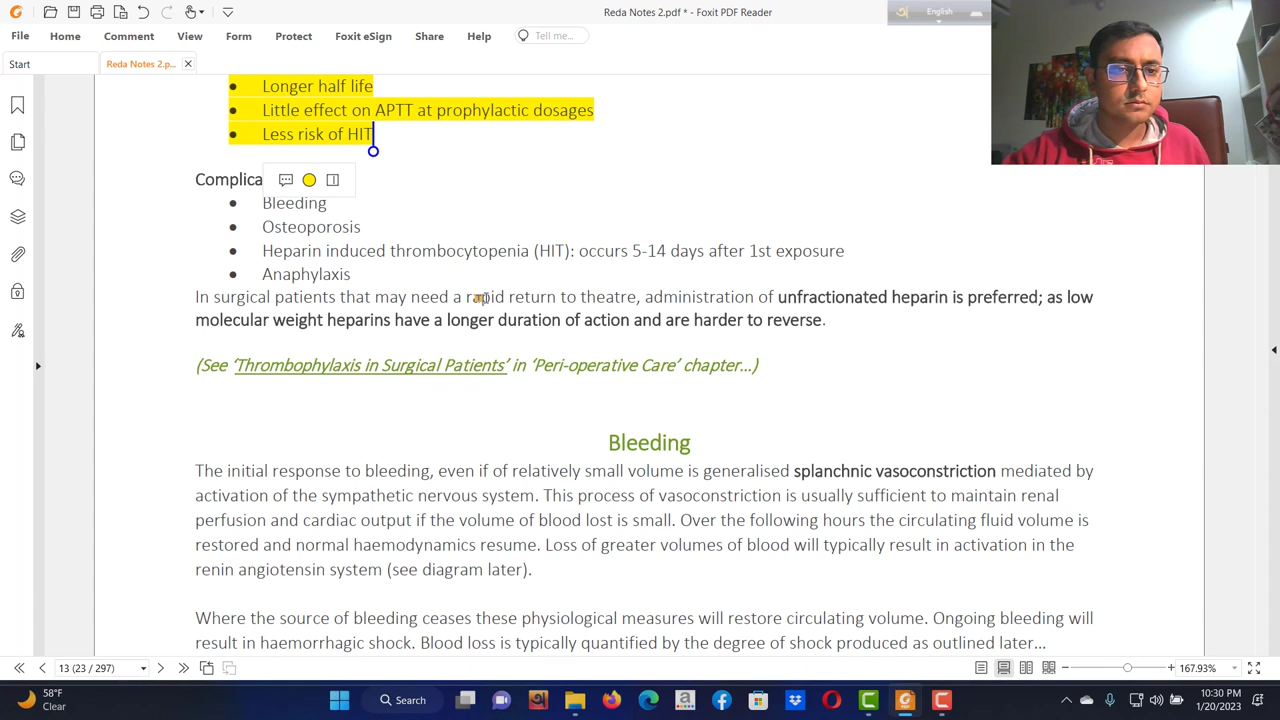 Reda Notes 2.pdf * - Foxit PDF Reader
English
File Home Comment View Form Protect Foxit eSign Share Help Tell me...
Start Reda Notes 2.p...
● Longer half life
● Little effect on APTT at prophylactic dosages
● Less risk of HIT
Complica
● Bleeding
● Osteoporosis
● Heparin induced thrombocytopenia (HIT): occurs 5-14 days after 1st exposure
● Anaphylaxis
In surgical patients that may need a rapid return to theatre, administration of unfractionated heparin is preferred; as low
molecular weight heparins have a longer duration of action and are harder to reverse.
(See ‘Thrombophylaxis in Surgical Patients’ in ‘Peri-operative Care’ chapter…)
Bleeding
The initial response to bleeding, even if of relatively small volume is generalised splanchnic vasoconstriction mediated by
activation of the sympathetic nervous system. This process of vasoconstriction is usually sufficient to maintain renal
perfusion and cardiac output if the volume of blood lost is small. Over the following hours the circulating fluid volume is
restored and normal haemodynamics resume. Loss of greater volumes of blood will typically result in activation in the
renin angiotensin system (see diagram later).
Where the source of bleeding ceases these physiological measures will restore circulating volume. Ongoing bleeding will
result in haemorrhagic shock. Blood loss is typically quantified by the degree of shock produced as outlined later…
13 (23 / 297) 167.93%
58°F
Clear
Search
10:30 PM
1/20/2023